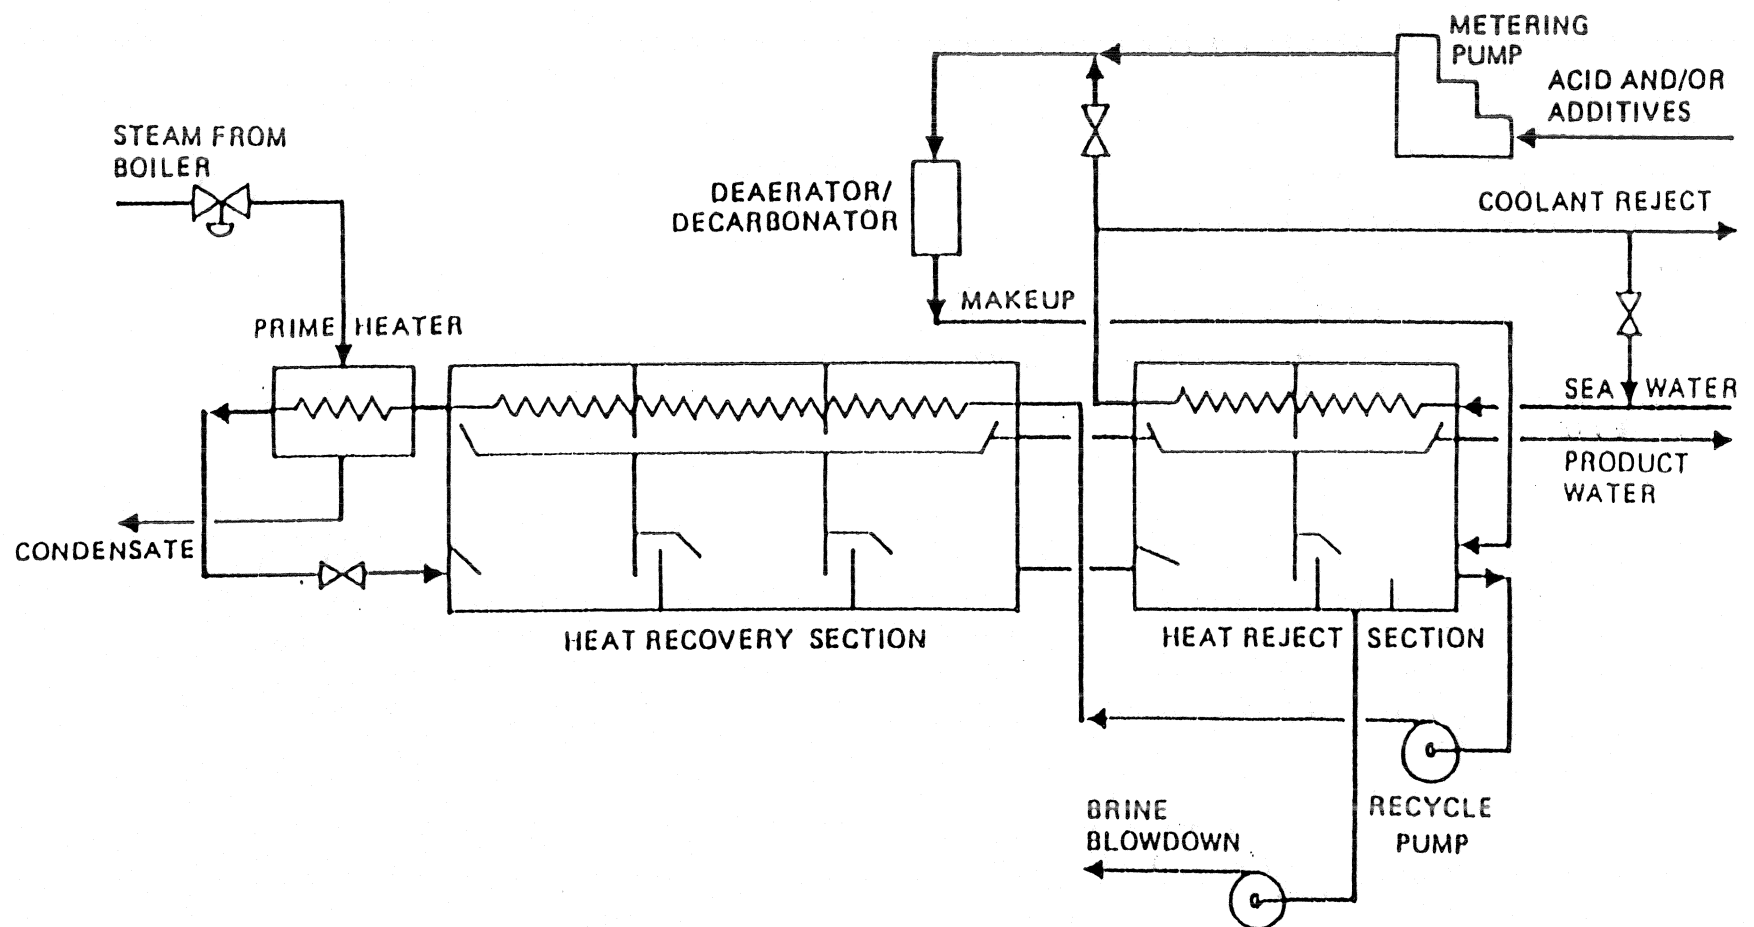 METERING
PUMP
ACID AND/OR
ADDITIVES
STEAM FROM
BOILER
DEAERATOR/
DECARBONATOR
COOLANT REJECT
MAKEUP
PRIME HEATER
SEA WATER
PRODUCT
WATER
CONDENSATE
HEAT RECOVERY SECTION
HEAT REJECT SECTION
BRINE
BLOWDOWN
RECYCLE
PUMP